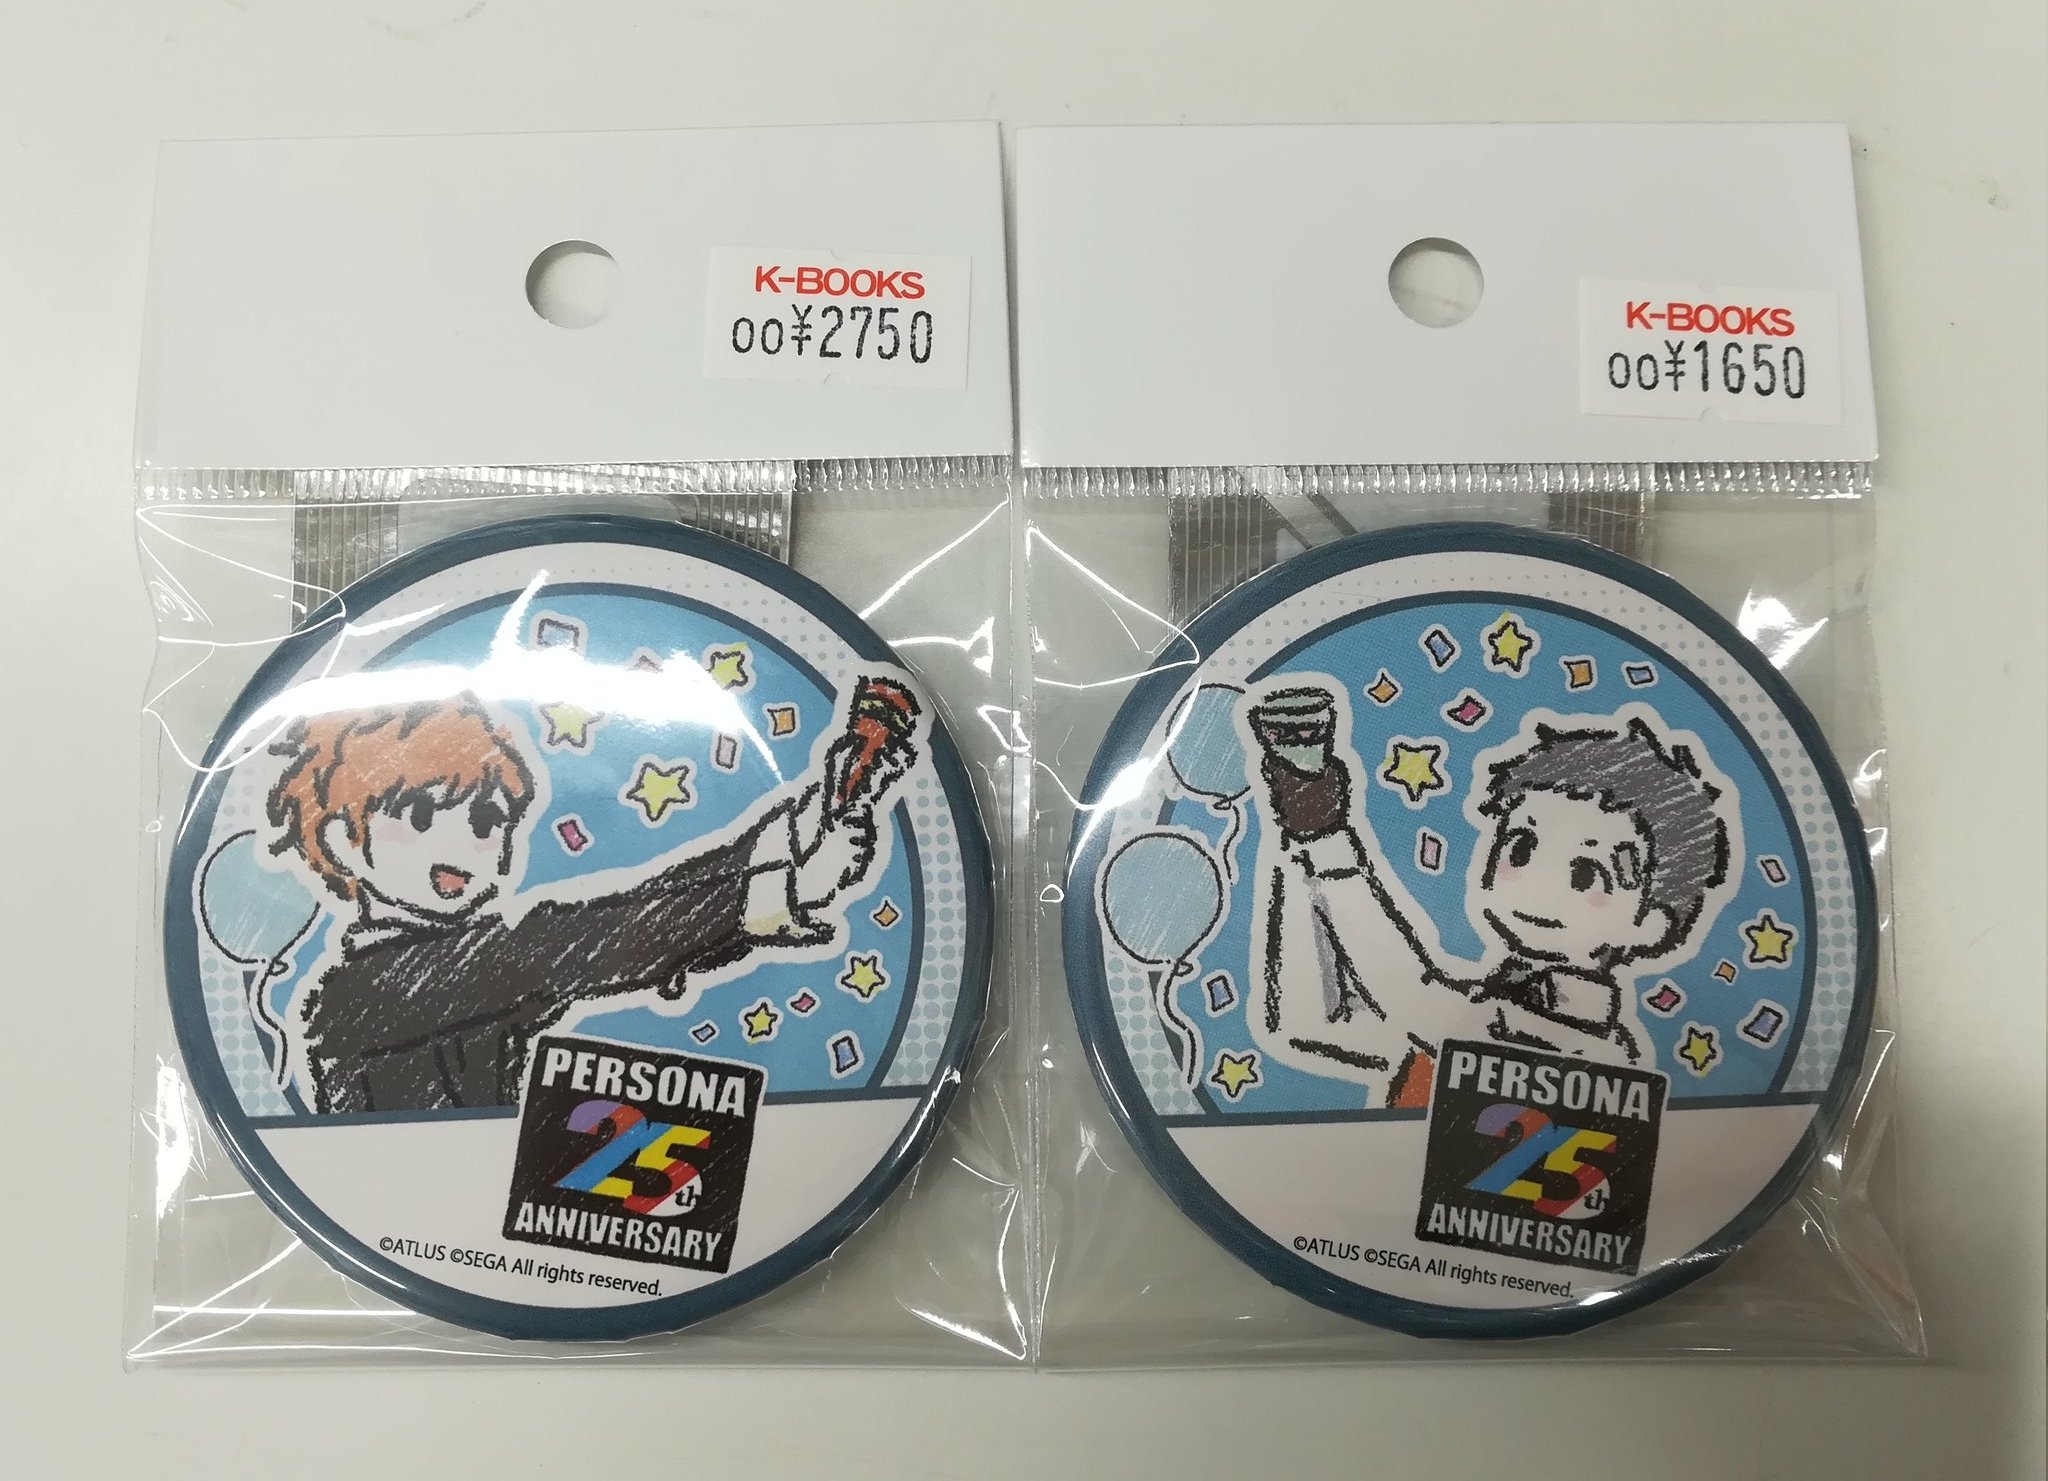 K-BOOKS
00¥2750
K-BOOKS
00¥1650
PERSONA
25th
ANNIVERSARY
©ATLUS ©SEGA All rights reserved.
PERSONA
25th
ANNIVERSARY
©ATLUS ©SEGA All rights reserved.